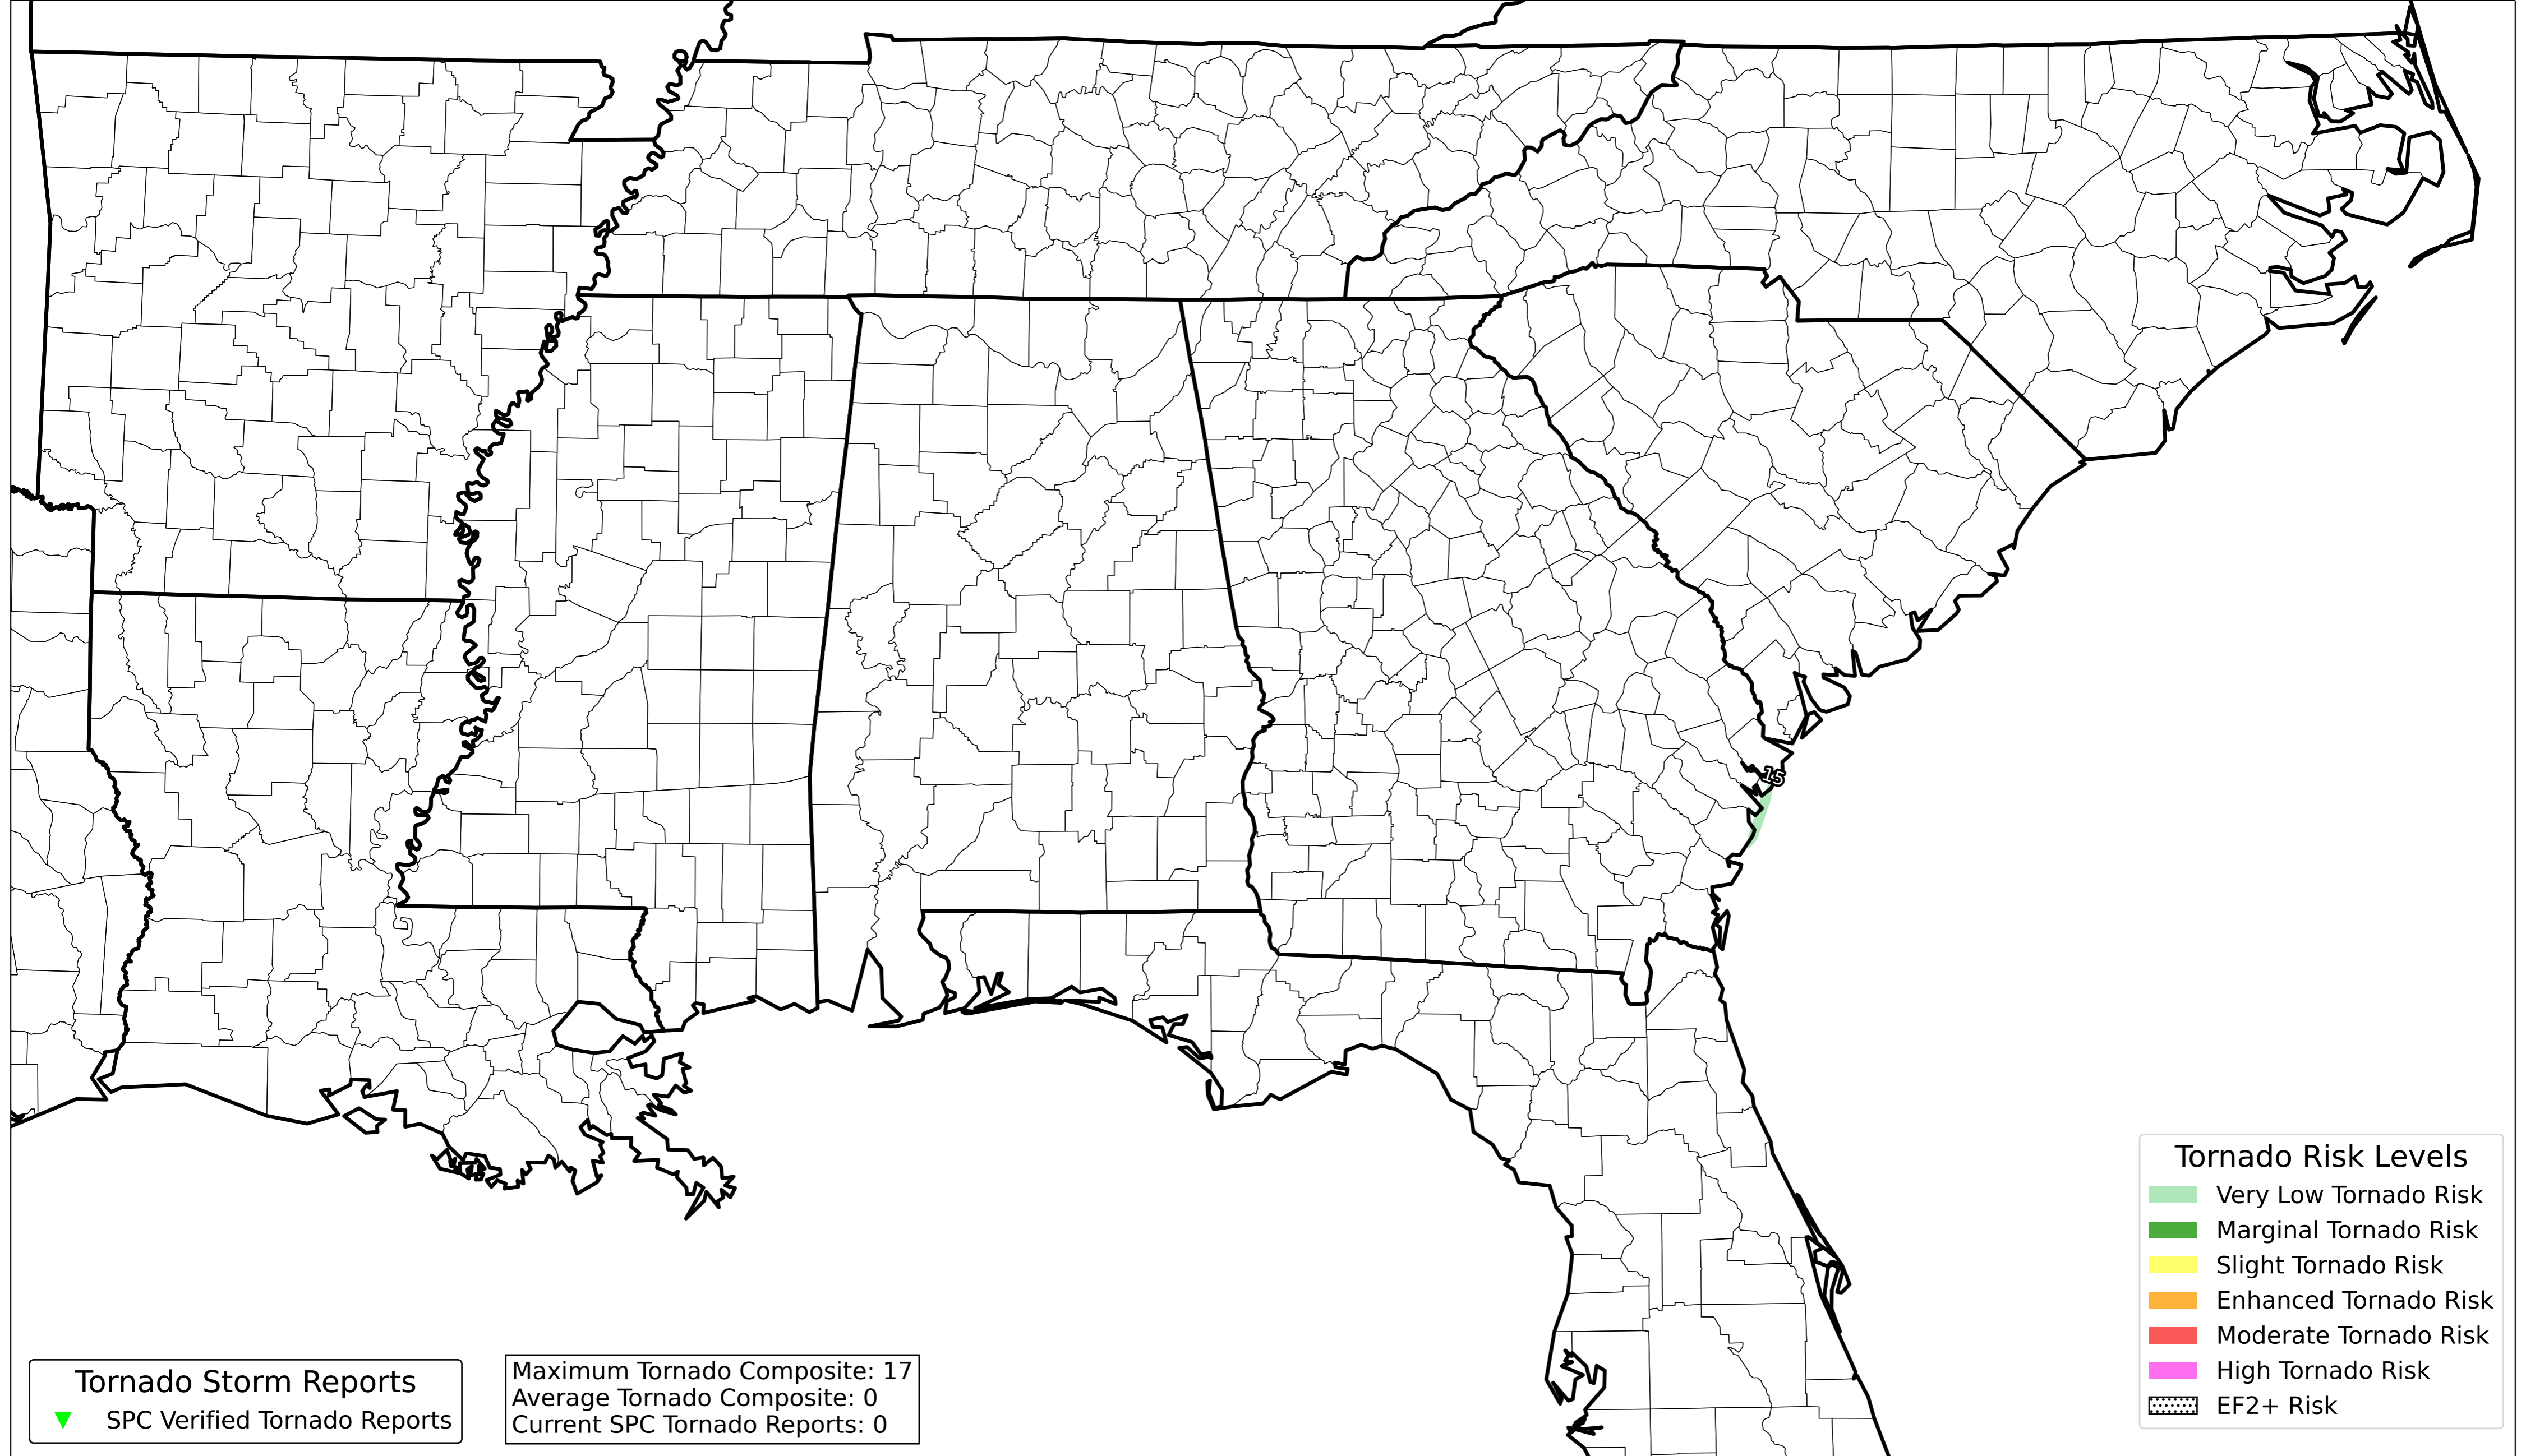 15
Tornado Risk Levels
Very Low Tornado Risk
Marginal Tornado Risk
Slight Tornado Risk
Enhanced Tornado Risk
Moderate Tornado Risk
High Tornado Risk
EF2+ Risk
Tornado Storm Reports
SPC Verified Tornado Reports
Maximum Tornado Composite: 17
Average Tornado Composite: 0
Current SPC Tornado Reports: 0